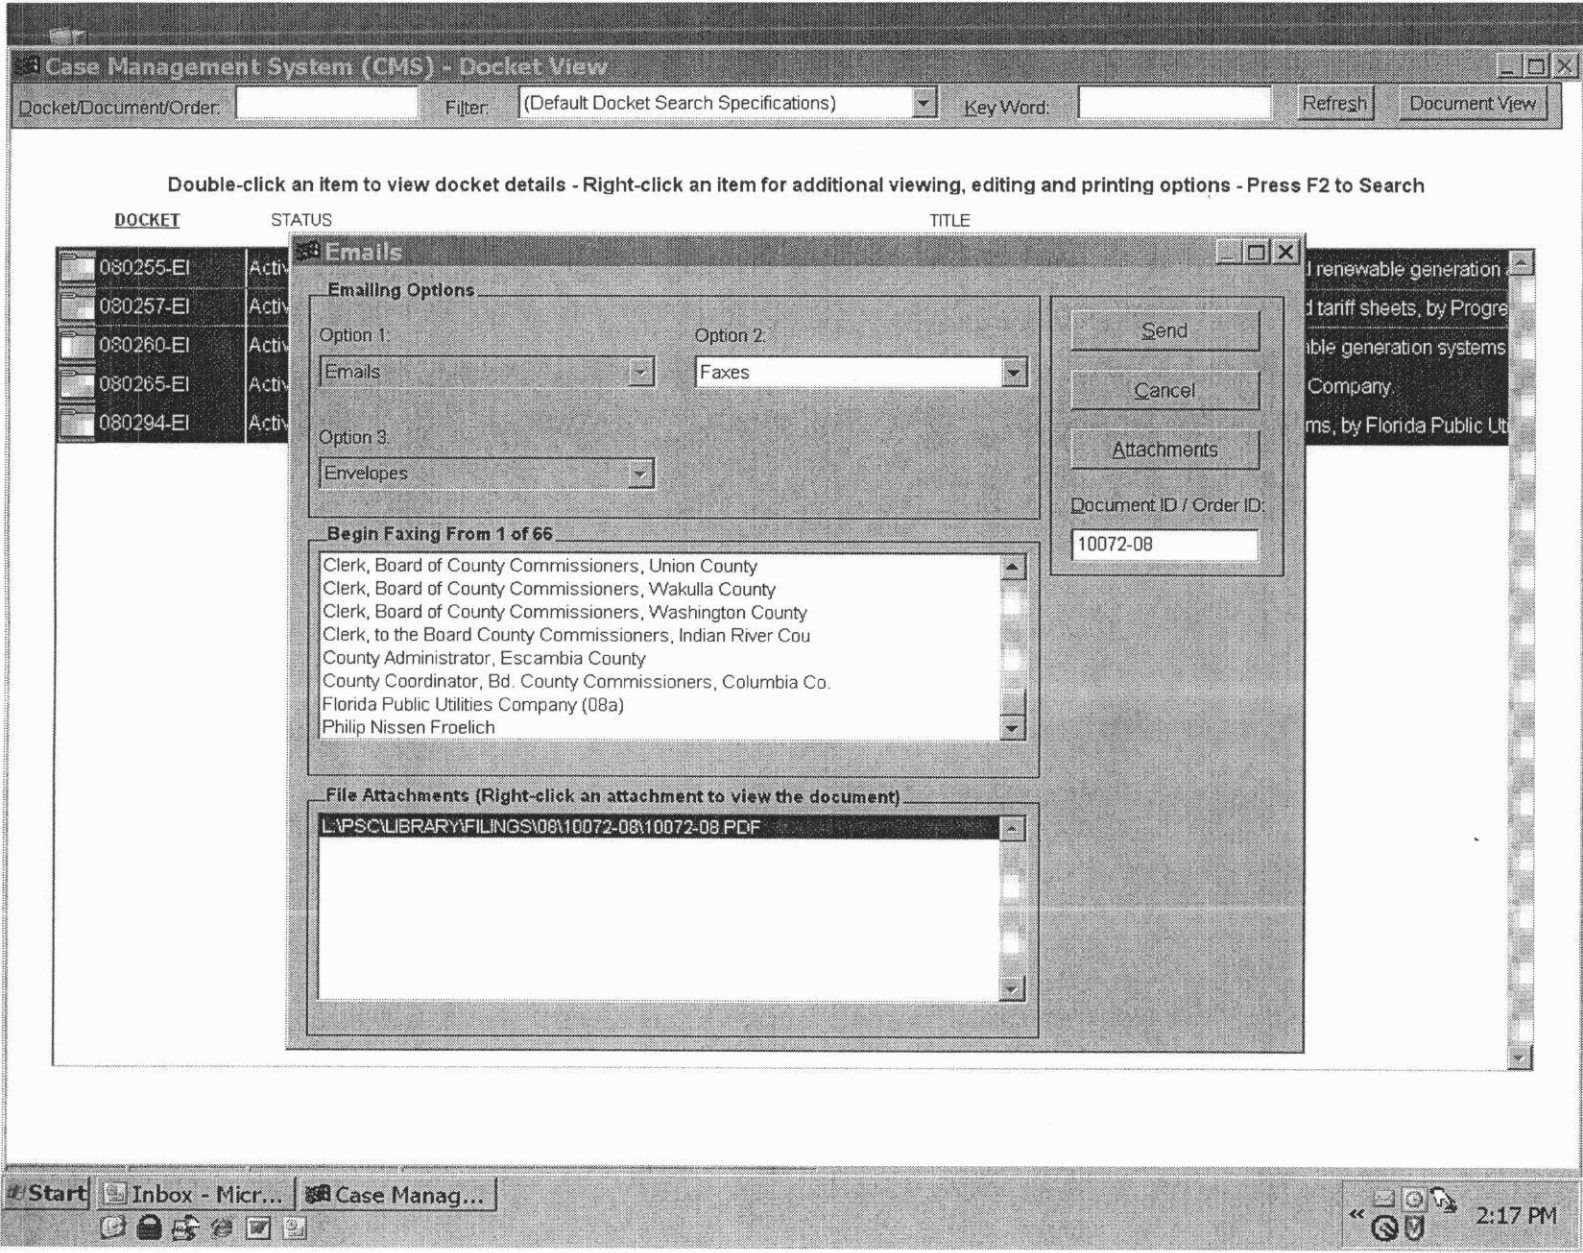 Case Management System (CMS) - Docket View
Docket/Document/Order: Filter: (Default Docket Search Specifications) Key Word: Refresh Document View
Double-click an item to view docket details - Right-click an item for additional viewing, editing and printing options - Press F2 to Search
DOCKET STATUS TITLE
Emails
080255-EI Activ l renewable generation
Emailing Options
080257-EI Activ d tariff sheets, by Progre
Option 1: Option 2: Send
080260-EI Activ ble generation systems
Emails Faxes
080265-EI Activ Cancel Company.
080294-EI Activ ms, by Florida Public Uti
Option 3: Attachments
Envelopes
Document ID / Order ID:
Begin Faxing From 1 of 66
10072-08
Clerk, Board of County Commissioners, Union County
Clerk, Board of County Commissioners, Wakulla County
Clerk, Board of County Commissioners, Washington County
Clerk, to the Board County Commissioners, Indian River Cou
County Administrator, Escambia County
County Coordinator, Bd. County Commissioners, Columbia Co.
Florida Public Utilities Company (08a)
Philip Nissen Froelich
File Attachments (Right-click an attachment to view the document)
L:\PSC\LIBRARY\FILINGS\08\10072-08\10072-08.PDF
Start Inbox - Micr... Case Manag...
« 2:17 PM